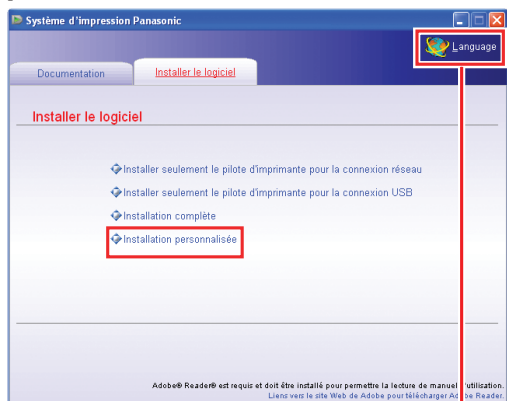 Système d'impression Panasonic
Language
Documentation
Installer le logiciel
Installer le logiciel
Installer seulement le pilote d'imprimante pour la connexion réseau
Installer seulement le pilote d'imprimante pour la connexion USB
Installation complète
Installation personnalisée
Adobe® Reader® est requis et doit être installé pour permettre la lecture de manuel d'utilisation.
Liens vers le site Web de Adobe pour télécharger Adobe Reader.